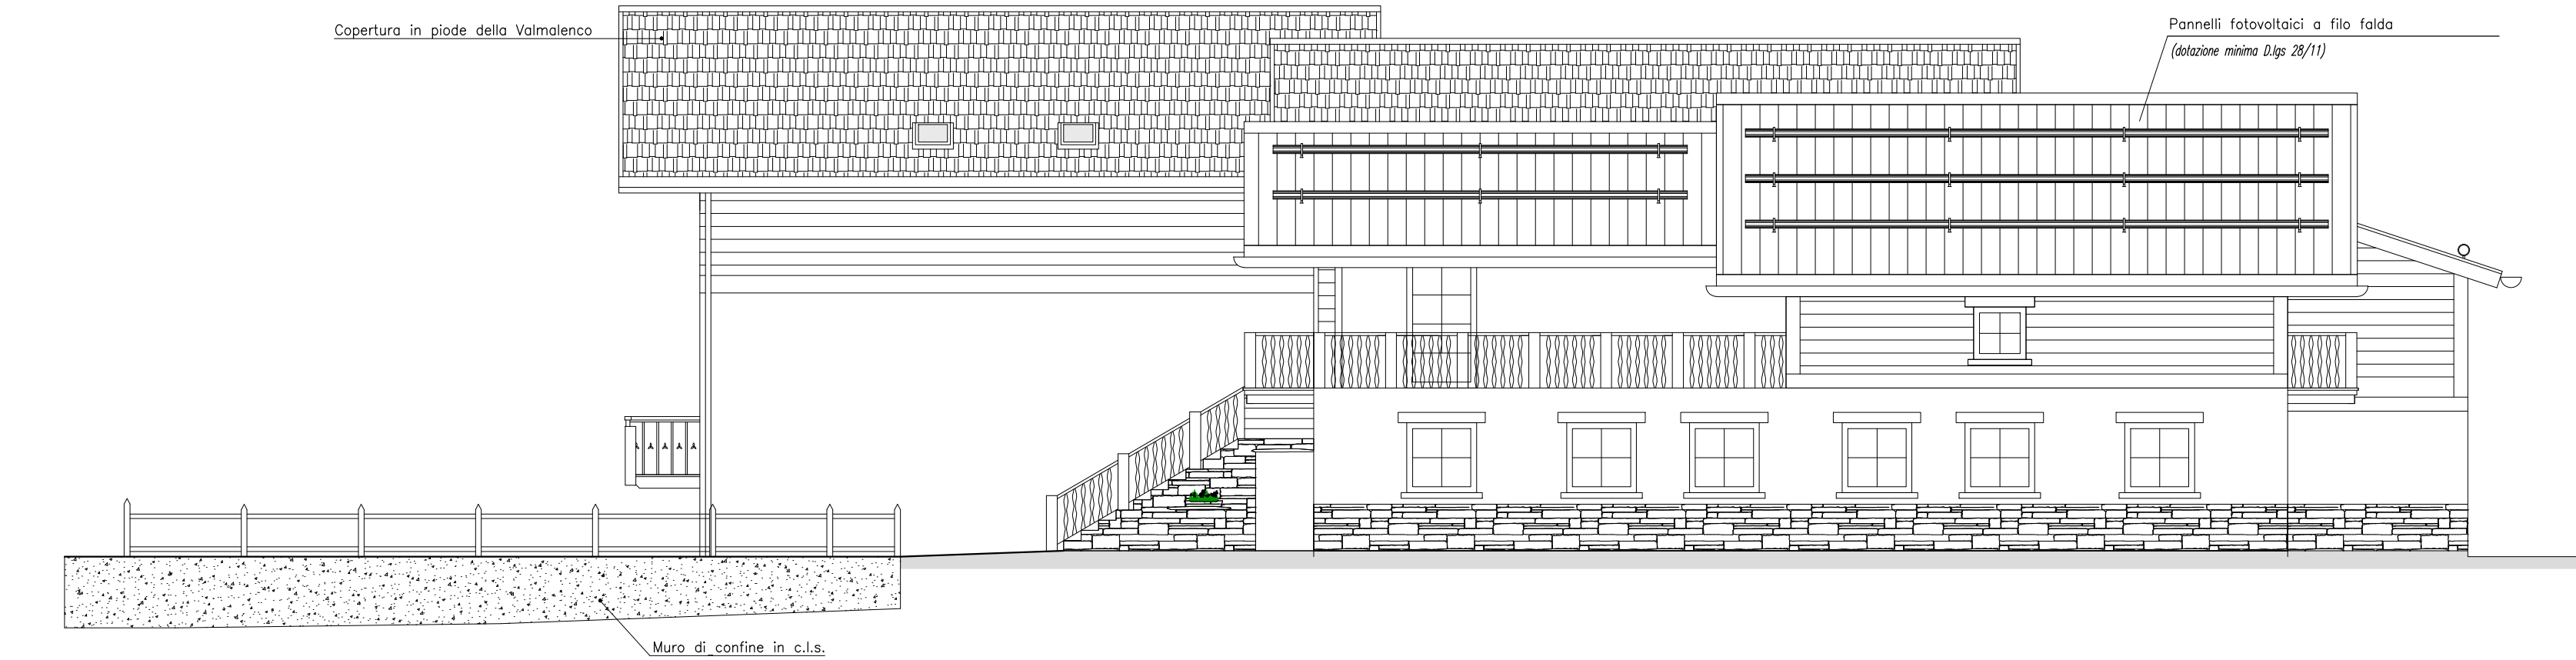 Copertura in piode della Valmalenco
Pannelli fotovoltaici a filo falda
(dotazione minima D.lgs 28/11)
Muro di confine in c.l.s.